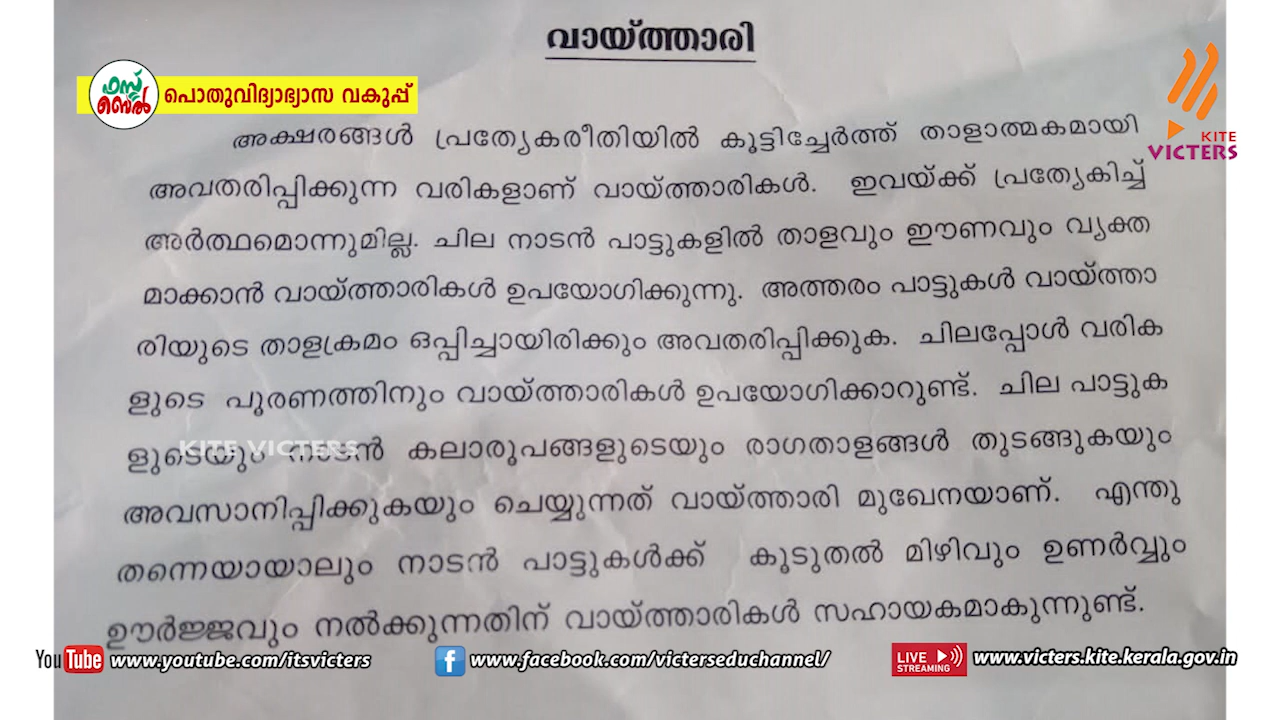 വായ്ത്താരി
ഫസ്റ്റ്
ബെൽ
പൊതുവിദ്യാഭ്യാസ വകുപ്പ്
KITE
VICTERS
അക്ഷരങ്ങൾ പ്രത്യേകരീതിയിൽ കൂട്ടിച്ചേർത്ത് താളാത്മകമായി
അവതരിപ്പിക്കുന്ന വരികളാണ് വായ്ത്താരികൾ. ഇവയ്ക്ക് പ്രത്യേകിച്ച്
അർത്ഥമൊന്നുമില്ല. ചില നാടൻ പാട്ടുകളിൽ താളവും ഈണവും വ്യക്ത
മാക്കാൻ വായ്ത്താരികൾ ഉപയോഗിക്കുന്നു. അത്തരം പാട്ടുകൾ വായ്ത്താ
രിയുടെ താളക്രമം ഒപ്പിച്ചായിരിക്കും അവതരിപ്പിക്കുക. ചിലപ്പോൾ വരിക
ളുടെ പൂരണത്തിനും വായ്ത്താരികൾ ഉപയോഗിക്കാറുണ്ട്. ചില പാട്ടുക
ളുടെയും നാടൻ കലാരൂപങ്ങളുടെയും രാഗതാളങ്ങൾ തുടങ്ങുകയും
KITE VICTERS
അവസാനിപ്പിക്കുകയും ചെയ്യുന്നത് വായ്ത്താരി മുഖേനയാണ്. എന്തു
തന്നെയായാലും നാടൻ പാട്ടുകൾക്ക് കൂടുതൽ മിഴിവും ഉണർവ്വും
ഊർജ്ജവും നൽക്കുന്നതിന് വായ്ത്താരികൾ സഹായകമാകുന്നുണ്ട്.
YouTube www.youtube.com/itsvicters
f www.facebook.com/victerseduchannel/
LIVE STREAMING www.victers.kite.kerala.gov.in